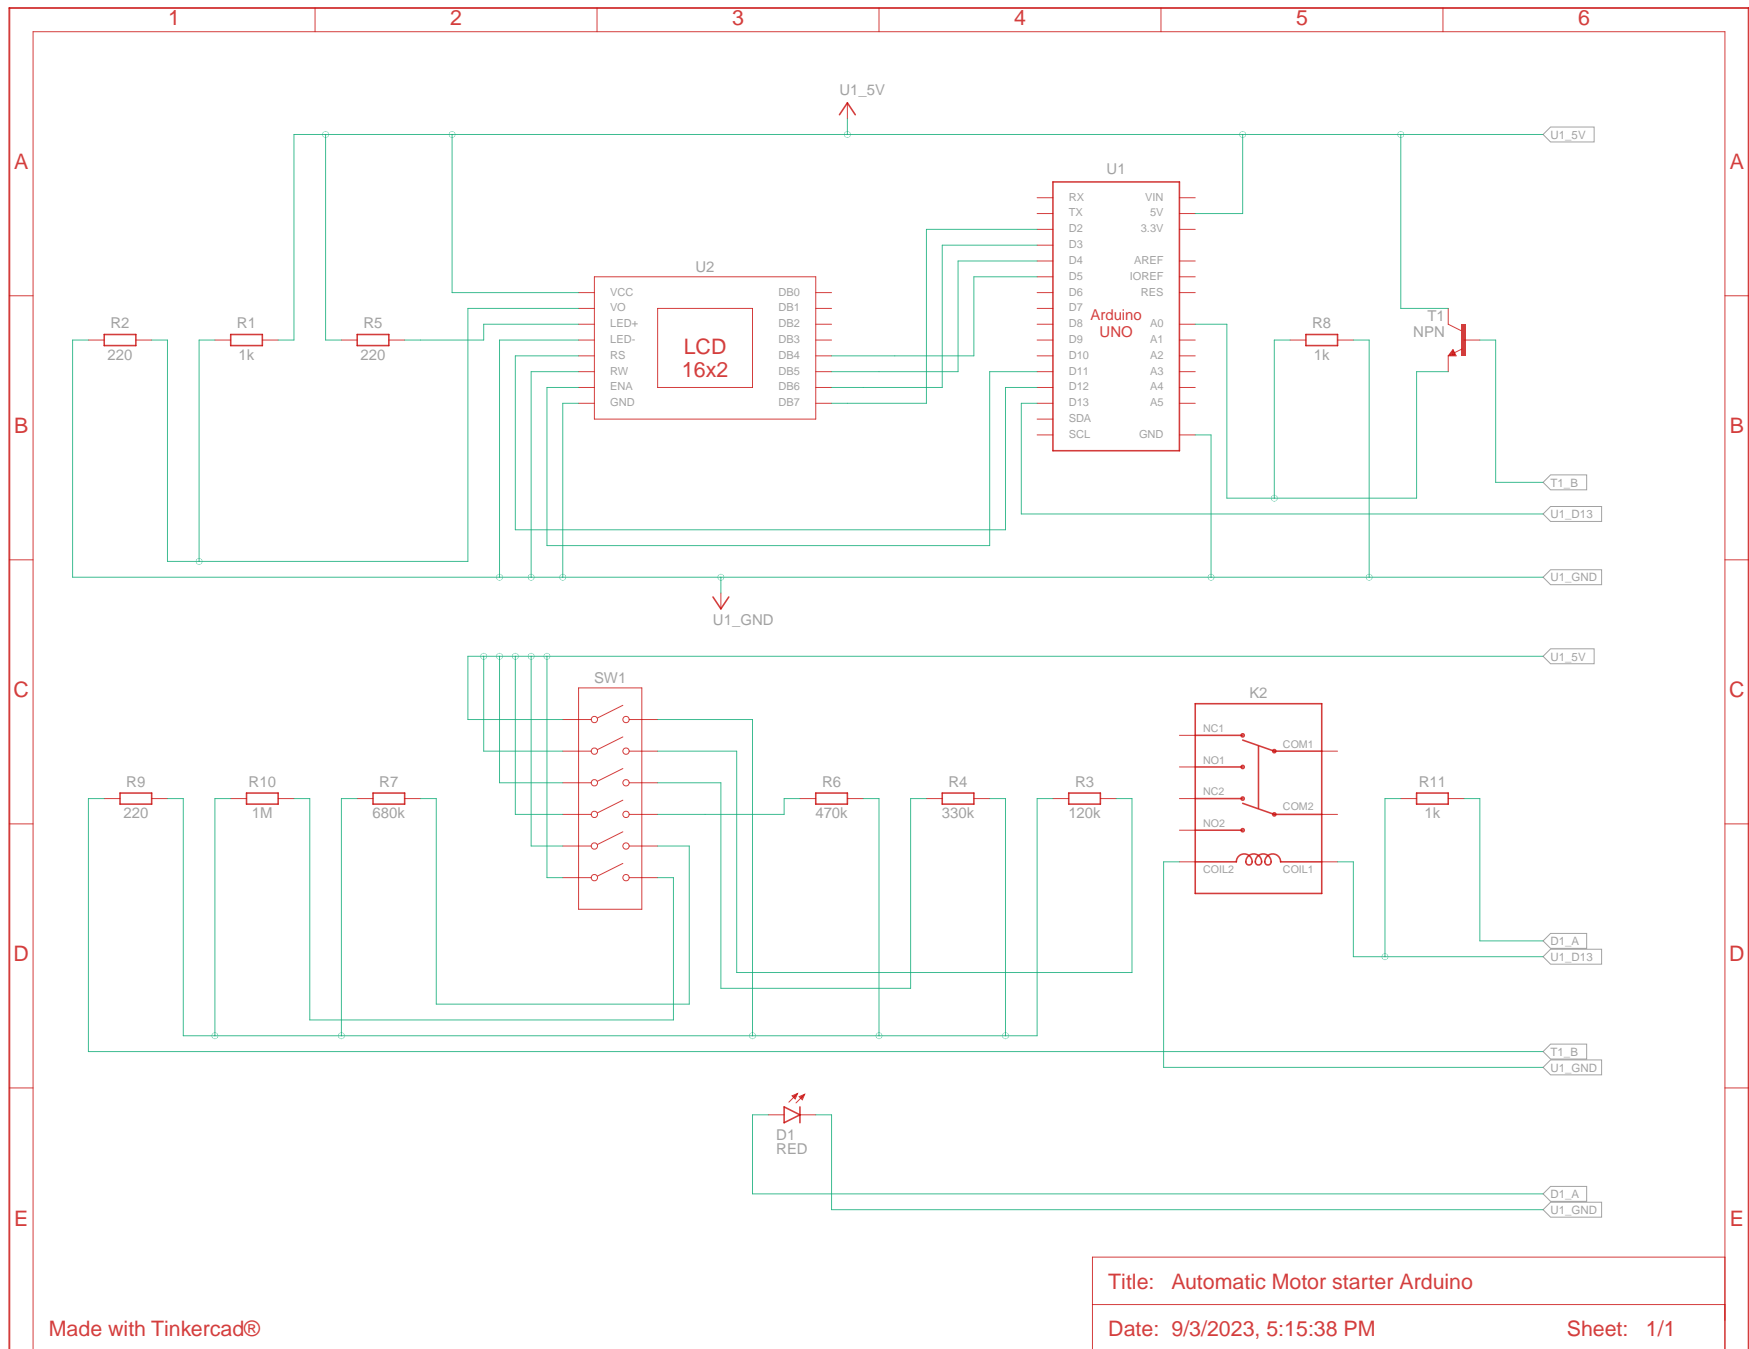 1 2 3 4 5 6
U1_5V
A U1_5V A
U1
RX VIN
TX 5V
D2 3.3V
D3
D4 AREF
D5 IOREF
D6 RES
D7
D8 A0
D9 A1
D10 A2
D11 A3
D12 A4
D13 A5
SDA
SCL GND
Arduino
UNO
U2
VCC DB0
VO DB1
LED+ DB2
LED- DB3
RS DB4
RW DB5
ENA DB6
GND DB7
LCD
16x2
R2
220
R1
1k
R5
220
R8
1k
T1
NPN
B B
T1_B
U1_D13
U1_GND
U1_GND
U1_5V
C C
SW1
K2
NC1
COM1
NO1
NC2
COM2
NO2
COIL2 COIL1
R9
220
R10
1M
R7
680k
R6
470k
R4
330k
R3
120k
R11
1k
D1_A
D D
U1_D13
T1_B
U1_GND
D1
RED
D1_A
U1_GND
E E
Title: Automatic Motor starter Arduino
Made with Tinkercad®
Date: 9/3/2023, 5:15:38 PM Sheet: 1/1